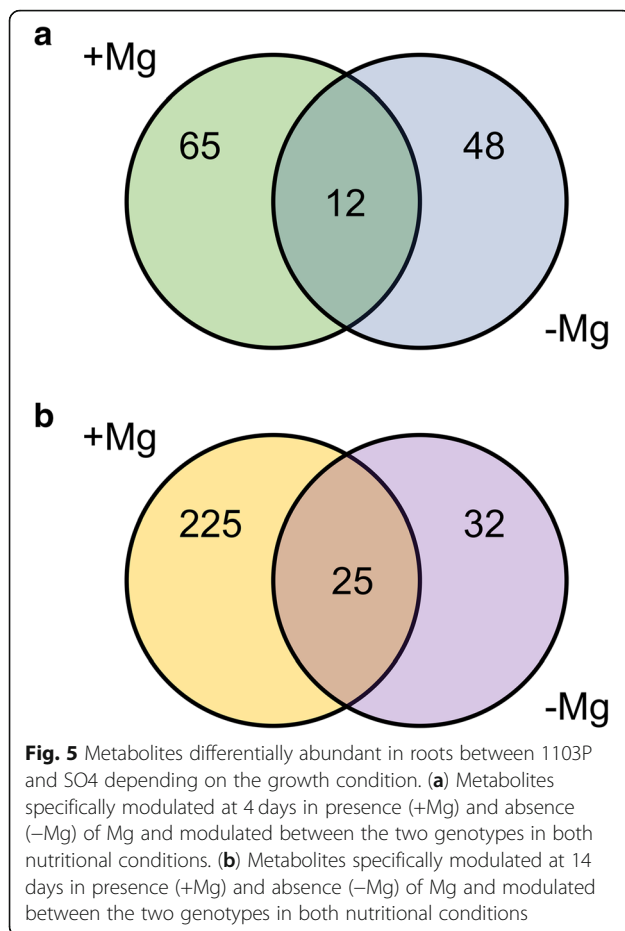 a
+Mg
65
12
48
-Mg
b
+Mg
225
25
32
-Mg
Fig. 5 Metabolites differentially abundant in roots between 1103P
and SO4 depending on the growth condition. (a) Metabolites
specifically modulated at 4 days in presence (+Mg) and absence
(−Mg) of Mg and modulated between the two genotypes in both
nutritional conditions. (b) Metabolites specifically modulated at 14
days in presence (+Mg) and absence (−Mg) of Mg and modulated
between the two genotypes in both nutritional conditions